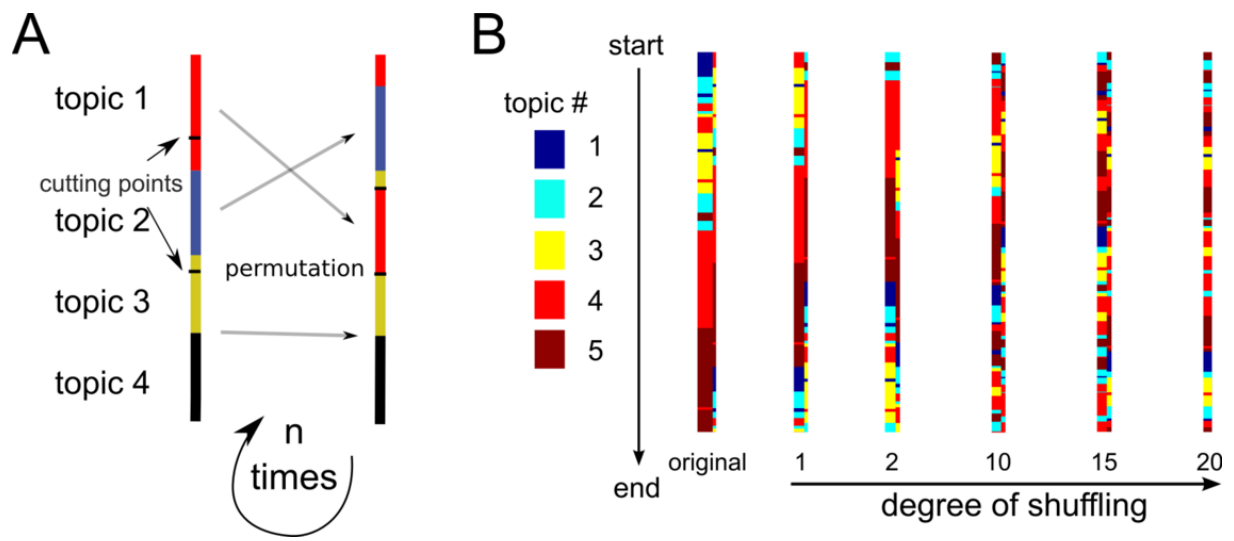 A
topic 1
cutting points
topic 2
permutation
topic 3
topic 4
n
times
B
start
topic #
1
2
3
4
5
original
1
2
10
15
20
end
degree of shuffling